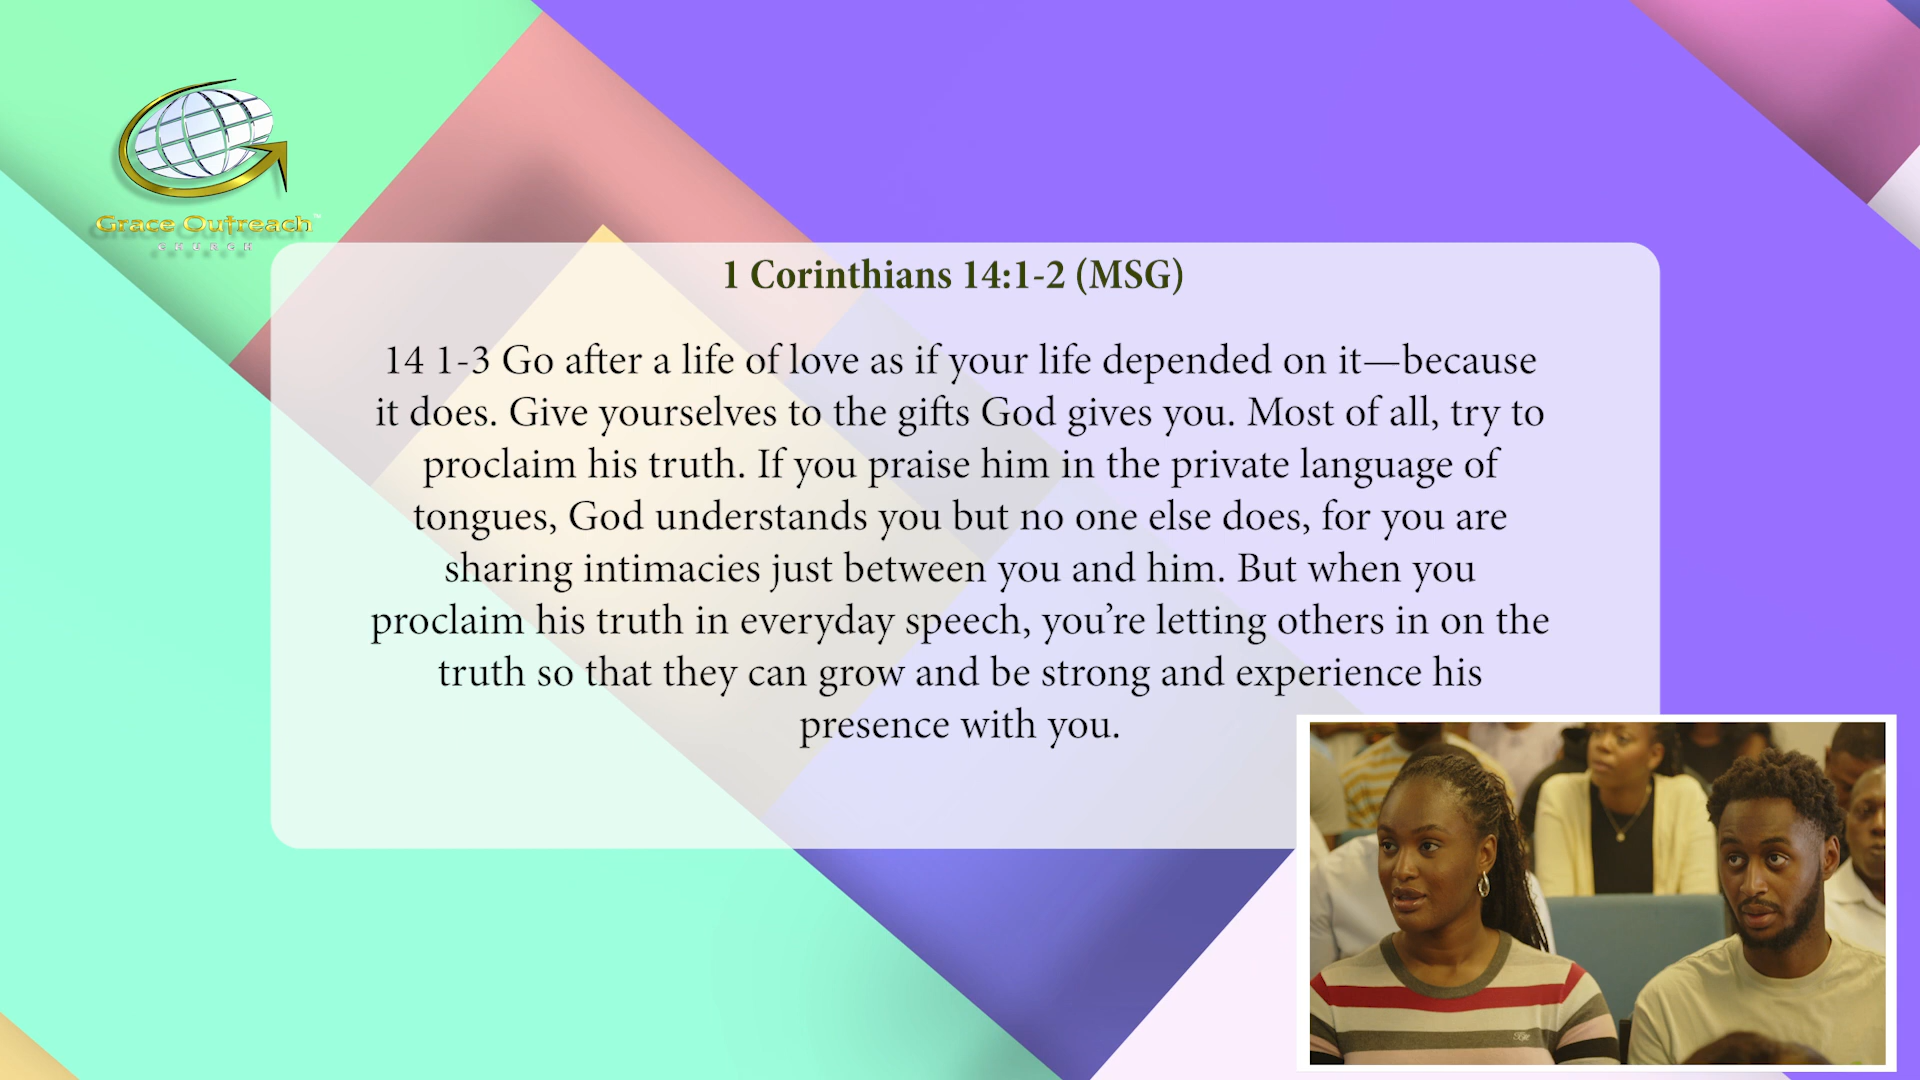 Grace Outreach
CHURCH
1 Corinthians 14:1-2 (MSG)
14 1-3 Go after a life of love as if your life depended on it—because
it does. Give yourselves to the gifts God gives you. Most of all, try to
proclaim his truth. If you praise him in the private language of
tongues, God understands you but no one else does, for you are
sharing intimacies just between you and him. But when you
proclaim his truth in everyday speech, you’re letting others in on the
truth so that they can grow and be strong and experience his
presence with you.